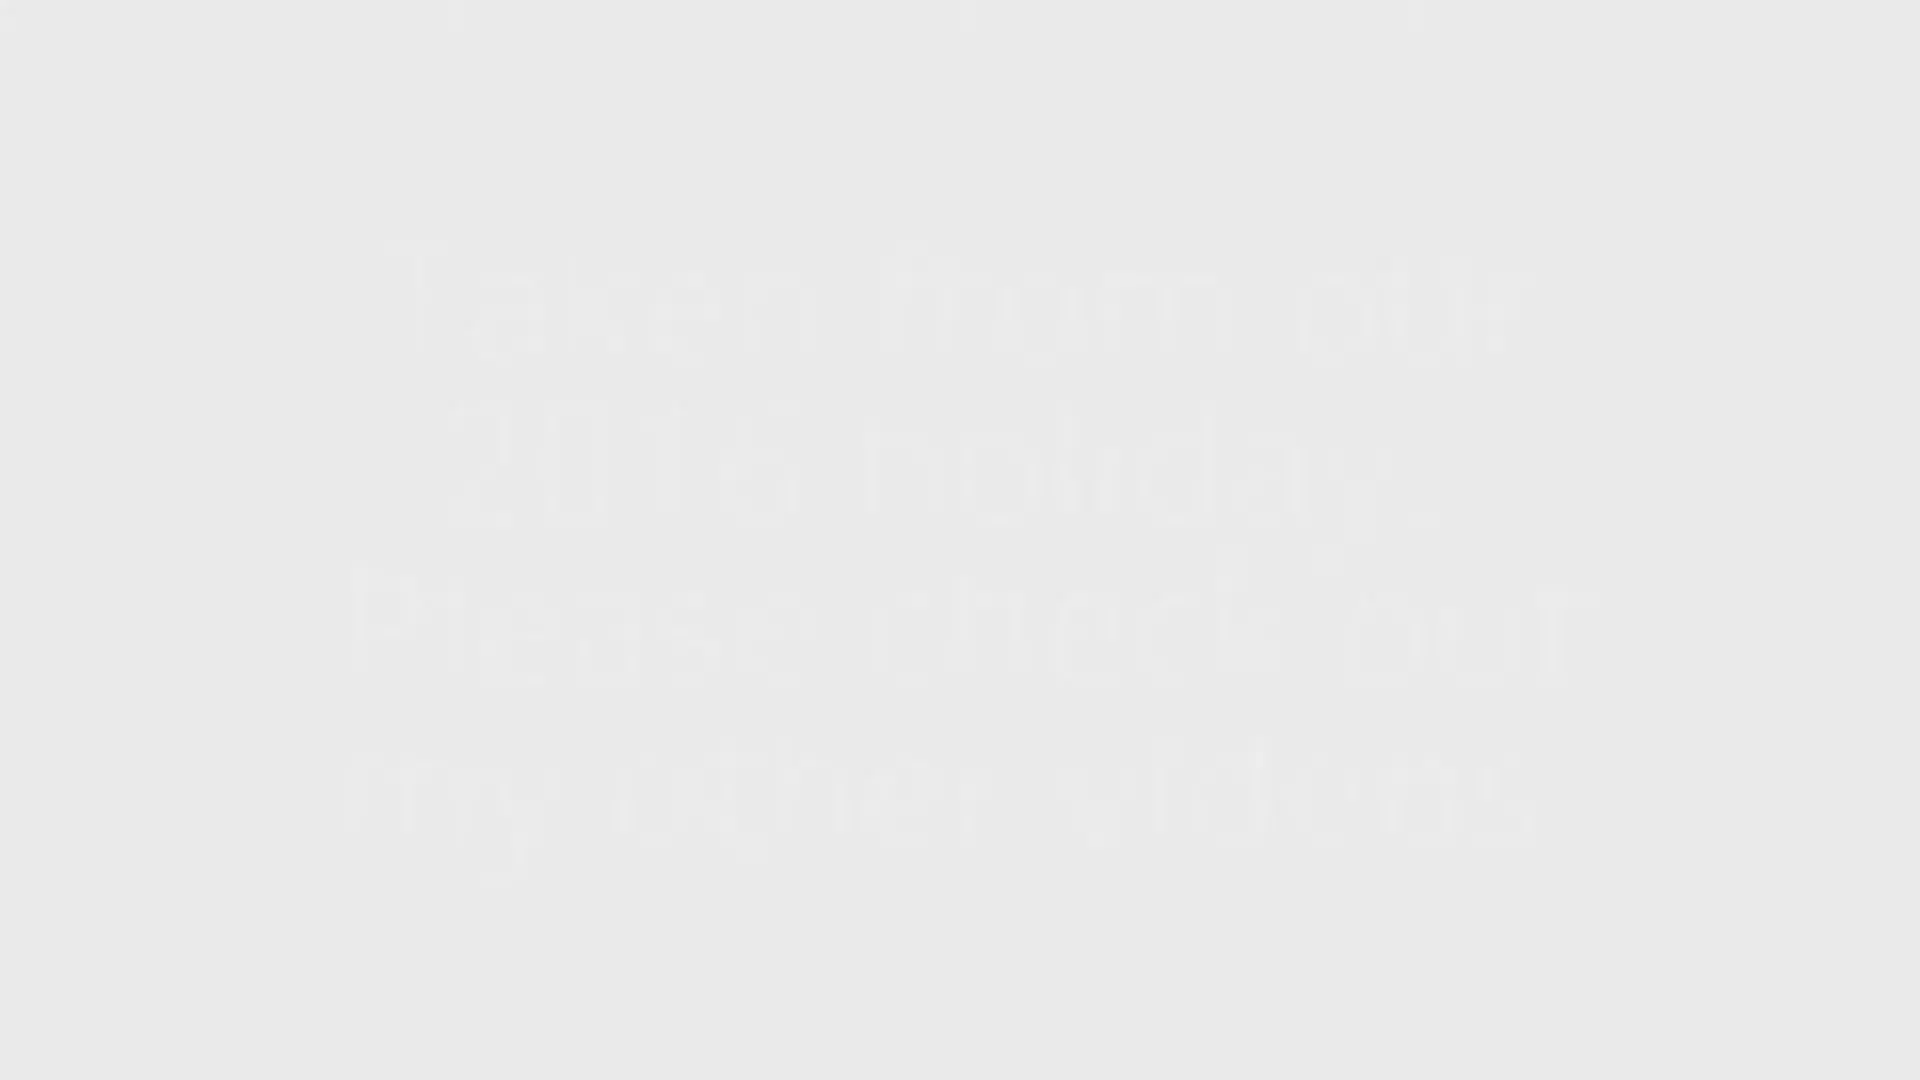 Taken from our
2016 holiday.
Please check out
my other videos